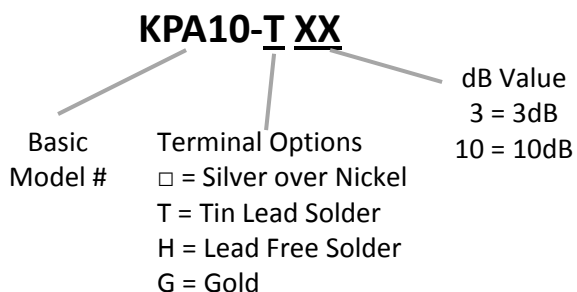 KPA10-T XX
Basic
Model #
Terminal Options
□ = Silver over Nickel
T = Tin Lead Solder
H = Lead Free Solder
G = Gold
dB Value
3 = 3dB
10 = 10dB